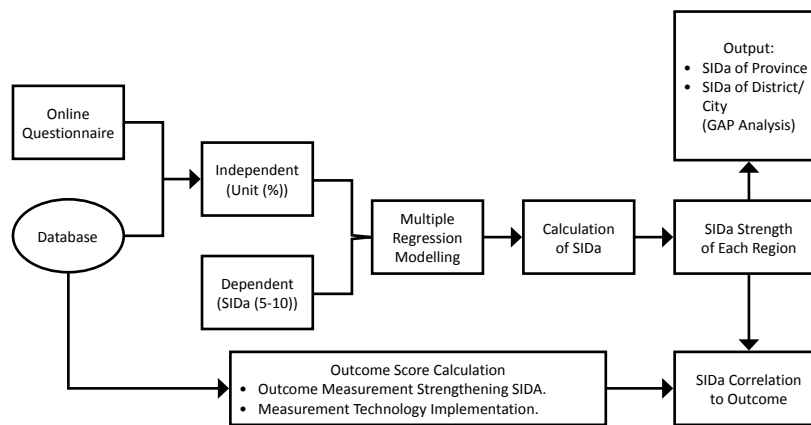 Output:
• SIDa of Province
• SIDa of District/
City
(GAP Analysis)
Online
Questionnaire
Independent
(Unit (%))
Database
Multiple
Regression
Modelling
Calculation
of SIDa
SIDa Strength
of Each Region
Dependent
(SIDa (5-10))
Outcome Score Calculation
• Outcome Measurement Strengthening SIDA.
• Measurement Technology Implementation.
SIDa Correlation
to Outcome